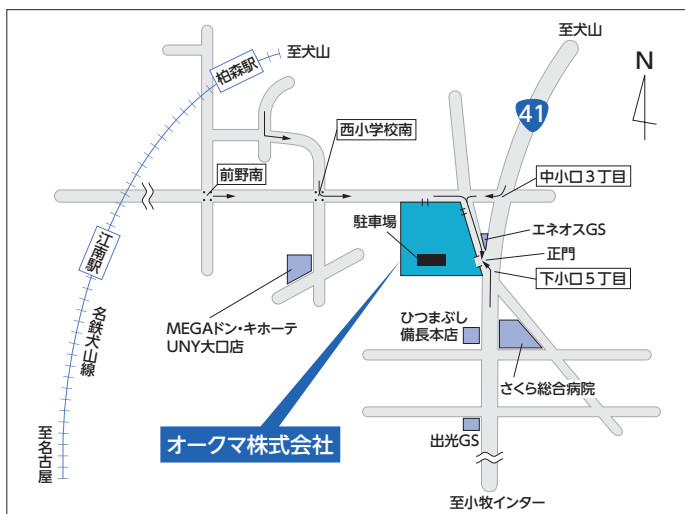 至犬山
至犬山
N
柏森駅
41
西小学校南
前野南
中小口3丁目
駐車場
エネオスGS
正門
江南駅
下小口5丁目
名鉄犬山線
MEGAドン・キホーテ
UNY大口店
ひつまぶし
備長本店
さくら総合病院
オークマ株式会社
出光GS
至名古屋
至小牧インター